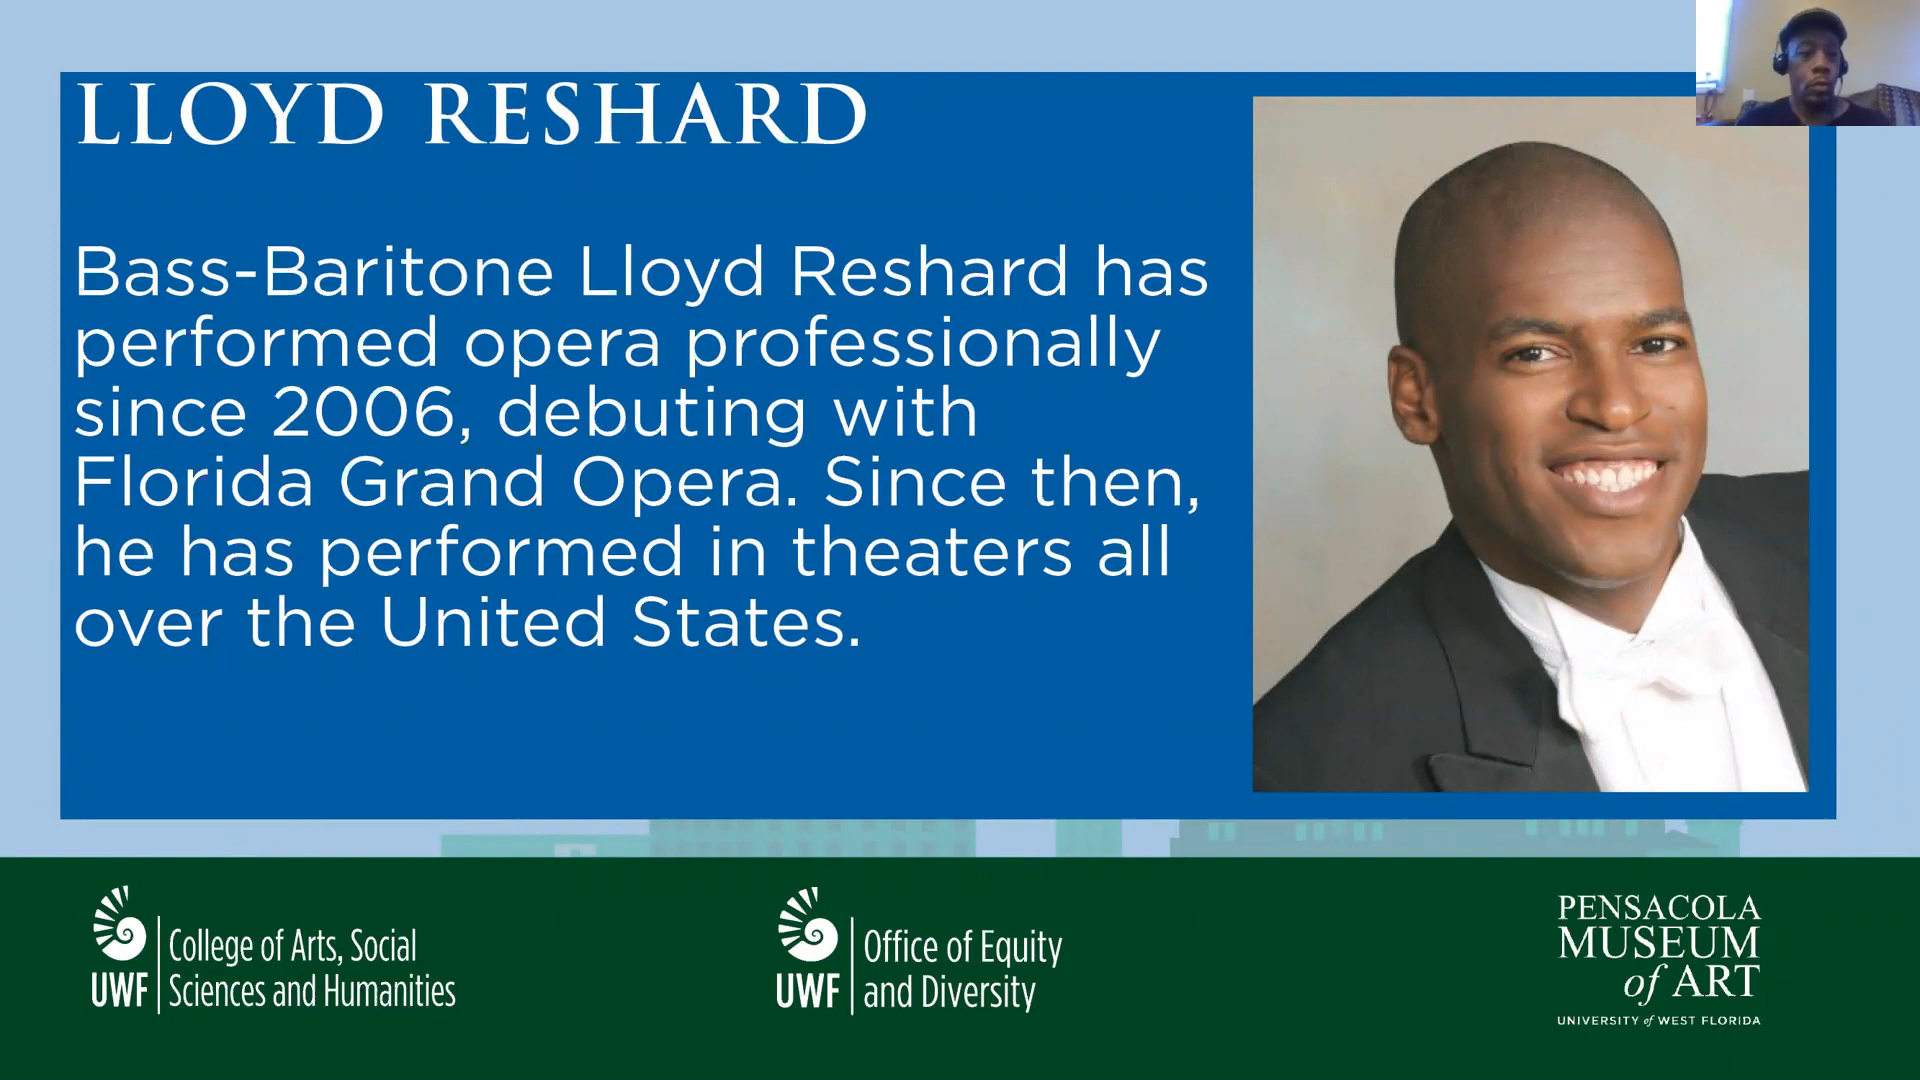 LLOYD RESHARD
Bass-Baritone Lloyd Reshard has
performed opera professionally
since 2006, debuting with
Florida Grand Opera. Since then,
he has performed in theaters all
over the United States.
UWF
College of Arts, Social
Sciences and Humanities
UWF
Office of Equity
and Diversity
PENSACOLA
MUSEUM
of ART
UNIVERSITY of WEST FLORIDA